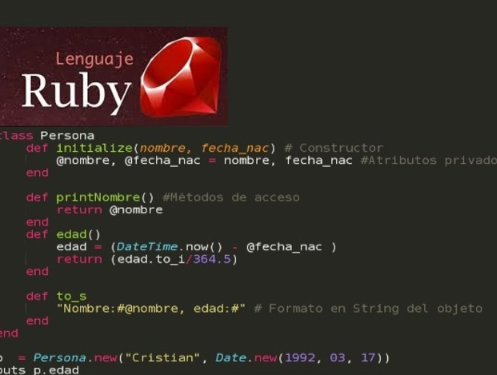 Lenguaje
Ruby
class Persona
def initialize(nombre, fecha_nac) # Constructor
@nombre, @fecha_nac = nombre, fecha_nac #Atributos privado
end
def printNombre() #Métodos de acceso
return @nombre
end
def edad()
edad = (DateTime.now() - @fecha_nac )
return (edad.to_i/364.5)
end
def to_s
"Nombre:#@nombre, edad:#" # Formato en String del objeto
end
end
p = Persona.new("Cristian", Date.new(1992, 03, 17))
puts p.edad